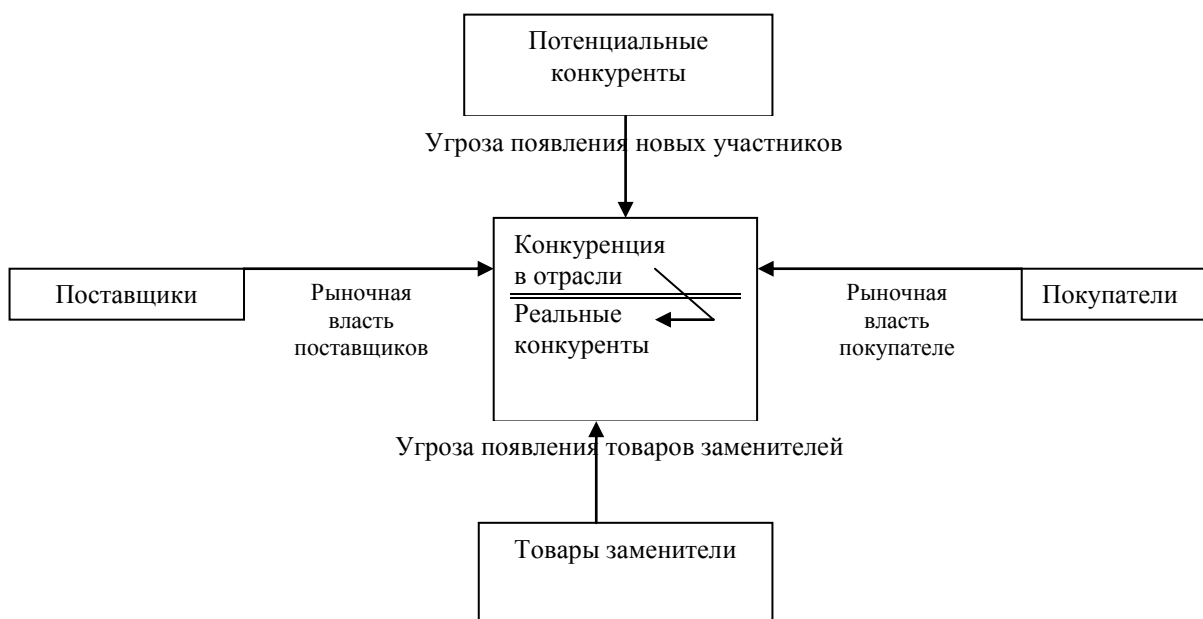 Потенциальные
конкуренты
Угроза появления новых участников
Конкуренция
в отрасли
Реальные
конкуренты
Поставщики
Рыночная
власть
поставщиков
Рыночная
власть
покупателе
Покупатели
Угроза появления товаров заменителей
Товары заменители